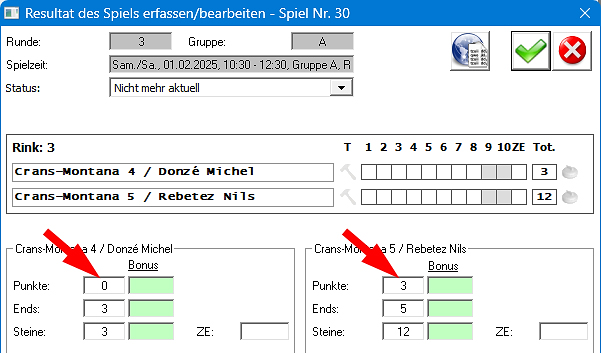 Resultat des Spiels erfassen/bearbeiten - Spiel Nr. 30
Runde: 3 Gruppe: A
Spielzeit: Sam./Sa., 01.02.2025, 10:30 - 12:30, Gruppe A, R
Status: Nicht mehr aktuell
Rink: 3 T 1 2 3 4 5 6 7 8 9 10 ZE Tot.
Crans-Montana 4 / Donzé Michel 3
Crans-Montana 5 / Rebetez Nils 12
Crans-Montana 4 / Donzé Michel Crans-Montana 5 / Rebetez Nils
Bonus Bonus
Punkte: 0 Punkte: 3
Ends: 3 Ends: 5
Steine: 3 ZE: Steine: 12 ZE: